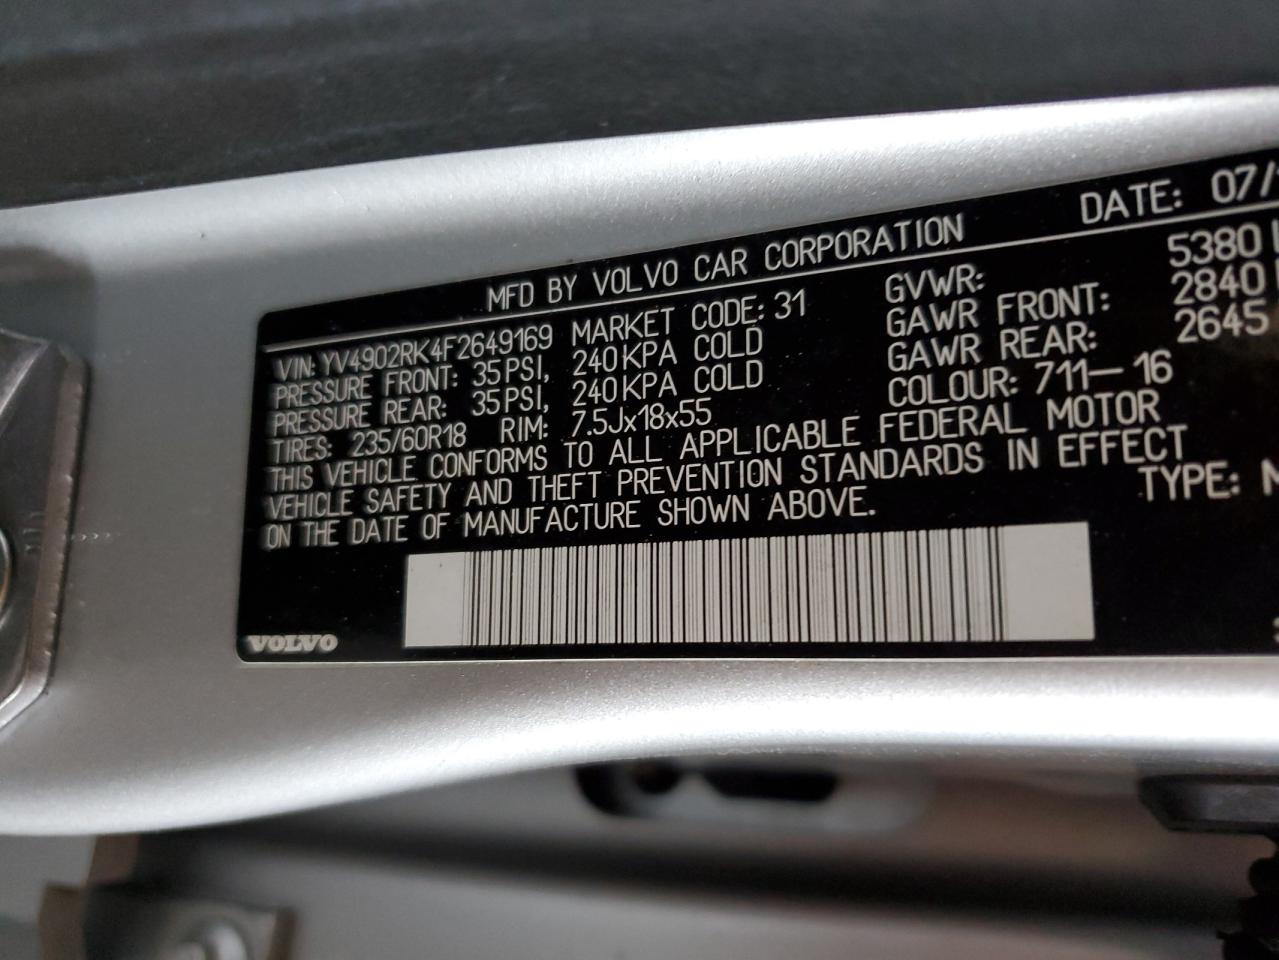 MFD BY VOLVO CAR CORPORATION DATE: 07/
VIN: YV4902RK4F2649169 MARKET CODE: 31 GVWR: 5380
PRESSURE FRONT: 35PSI, 240KPA COLD GAWR FRONT: 2840
PRESSURE REAR: 35PSI, 240KPA COLD GAWR REAR: 2645
TIRES: 235/60R18 RIM: 7.5Jx18x55 COLOUR: 711-16
THIS VEHICLE CONFORMS TO ALL APPLICABLE FEDERAL MOTOR
VEHICLE SAFETY AND THEFT PREVENTION STANDARDS IN EFFECT
ON THE DATE OF MANUFACTURE SHOWN ABOVE. TYPE:
VOLVO